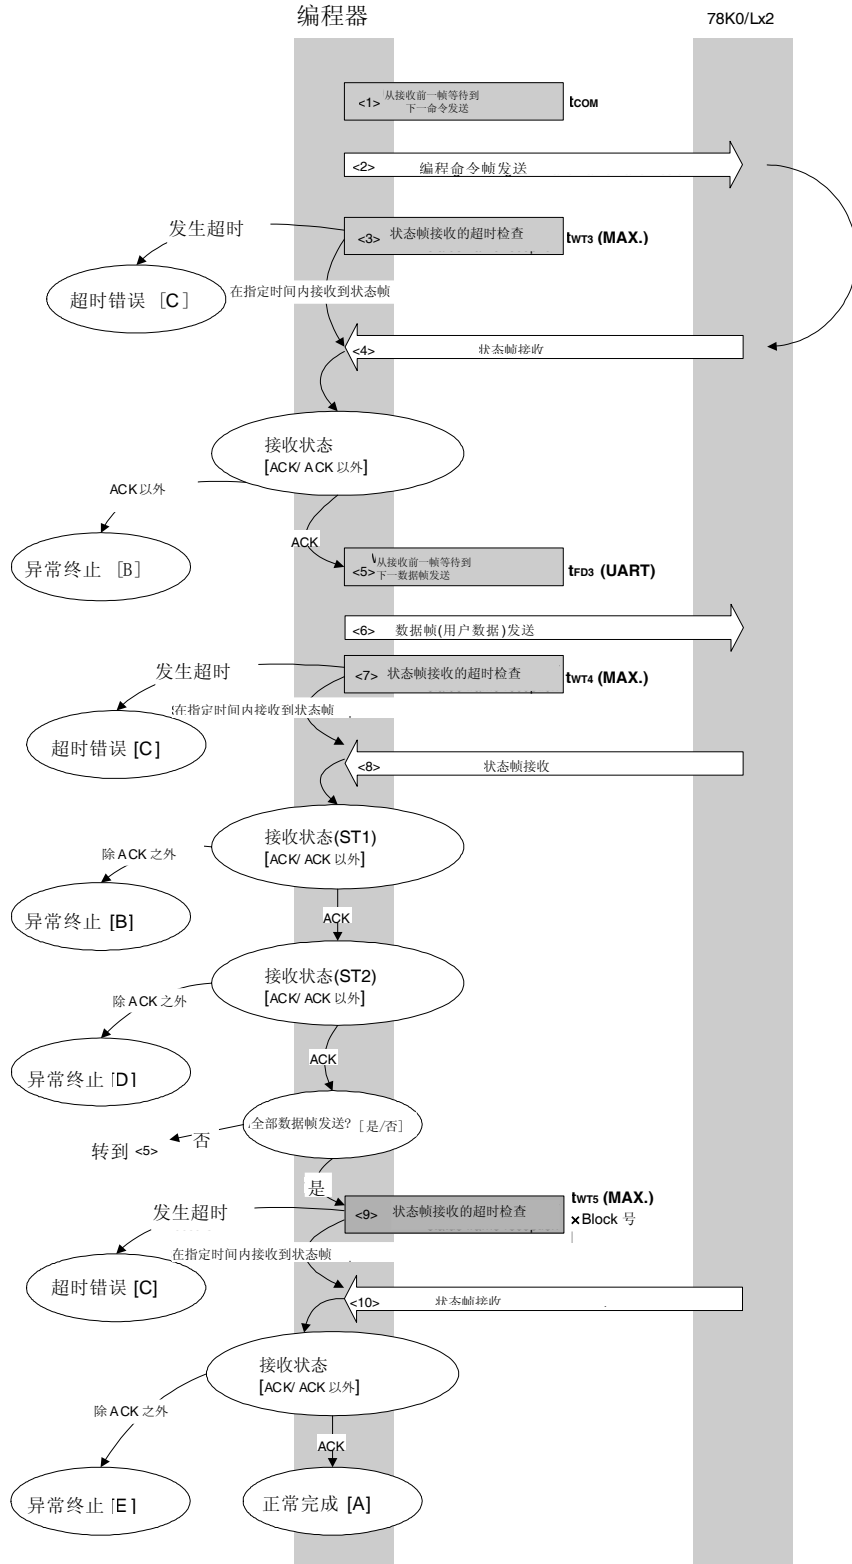 编程器
78K0/Lx2
<1> 从接收前一帧等待到
下一命令发送
tCOM
<2> 编程命令帧发送
发生超时
<3> 状态帧接收的超时检查
tWT3 (MAX.)
超时错误 [C]
在指定时间内接收到状态帧
<4> 状态帧接收
接收状态
[ACK/ ACK 以外]
ACK以外
ACK
异常终止 [B]
<5> 从接收前一帧等待到
下一数据帧发送
tFD3 (UART)
<6> 数据帧(用户数据)发送
发生超时
<7> 状态帧接收的超时检查
tWT4 (MAX.)
在指定时间内接收到状态帧
超时错误 [C]
<8> 状态帧接收
接收状态(ST1)
[ACK/ ACK 以外]
除 ACK 之外
异常终止 [B]
ACK
接收状态(ST2)
[ACK/ ACK 以外]
除 ACK 之外
ACK
异常终止 [D]
全部数据帧发送? [是/否]
转到 <5>
否
是
<9> 状态帧接收的超时检查
tWT5 (MAX.)
×Block 号
发生超时
在指定时间内接收到状态帧
超时错误 [C]
<10> 状态帧接收
接收状态
[ACK/ ACK 以外]
除 ACK 之外
ACK
异常终止 [E]
正常完成 [A]